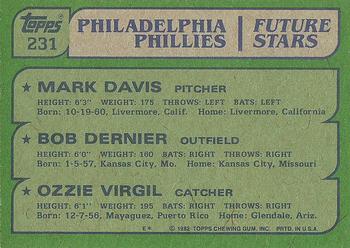 topps
231
PHILADELPHIA PHILLIES
FUTURE STARS
★ MARK DAVIS PITCHER
HEIGHT: 6'3" WEIGHT: 175 THROWS: LEFT BATS: LEFT
Born: 10-19-60, Livermore, Calif. Home: Livermore, California
★ BOB DERNIER OUTFIELD
HEIGHT: 6'0" WEIGHT: 160 BATS: RIGHT THROWS: RIGHT
Born: 1-5-57, Kansas City, Mo. Home: Kansas City, Missouri
★ OZZIE VIRGIL CATCHER
HEIGHT: 6'1" WEIGHT: 195 BATS: RIGHT THROWS: RIGHT
Born: 12-7-56, Mayaguez, Puerto Rico Home: Glendale, Ariz.
E* © 1982 TOPPS CHEWING GUM, INC. PRTD. IN U.S.A.